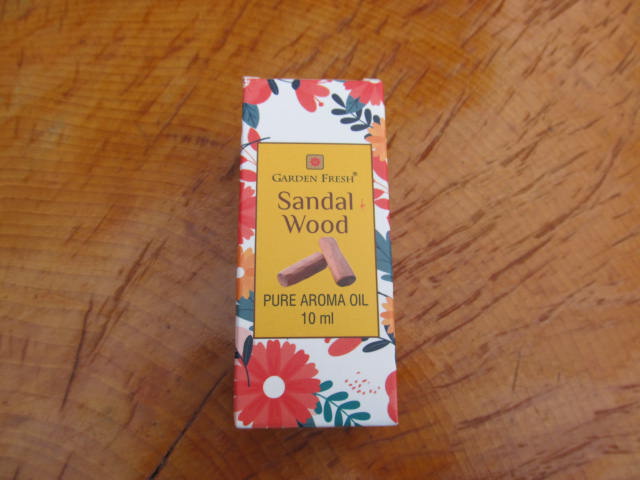 GARDEN FRESH®
Sandal
Wood
PURE AROMA OIL
10 ml